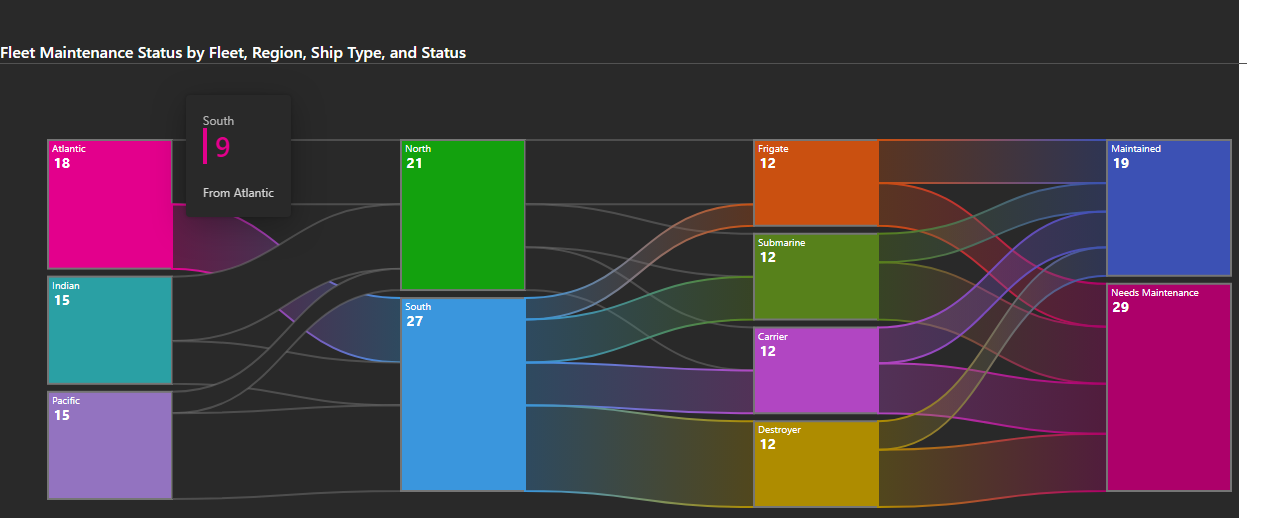 Fleet Maintenance Status by Fleet, Region, Ship Type, and Status
South
9
From Atlantic
Atlantic
18
Indian
15
Pacific
15
North
21
South
27
Frigate
12
Submarine
12
Carrier
12
Destroyer
12
Maintained
19
Needs Maintenance
29